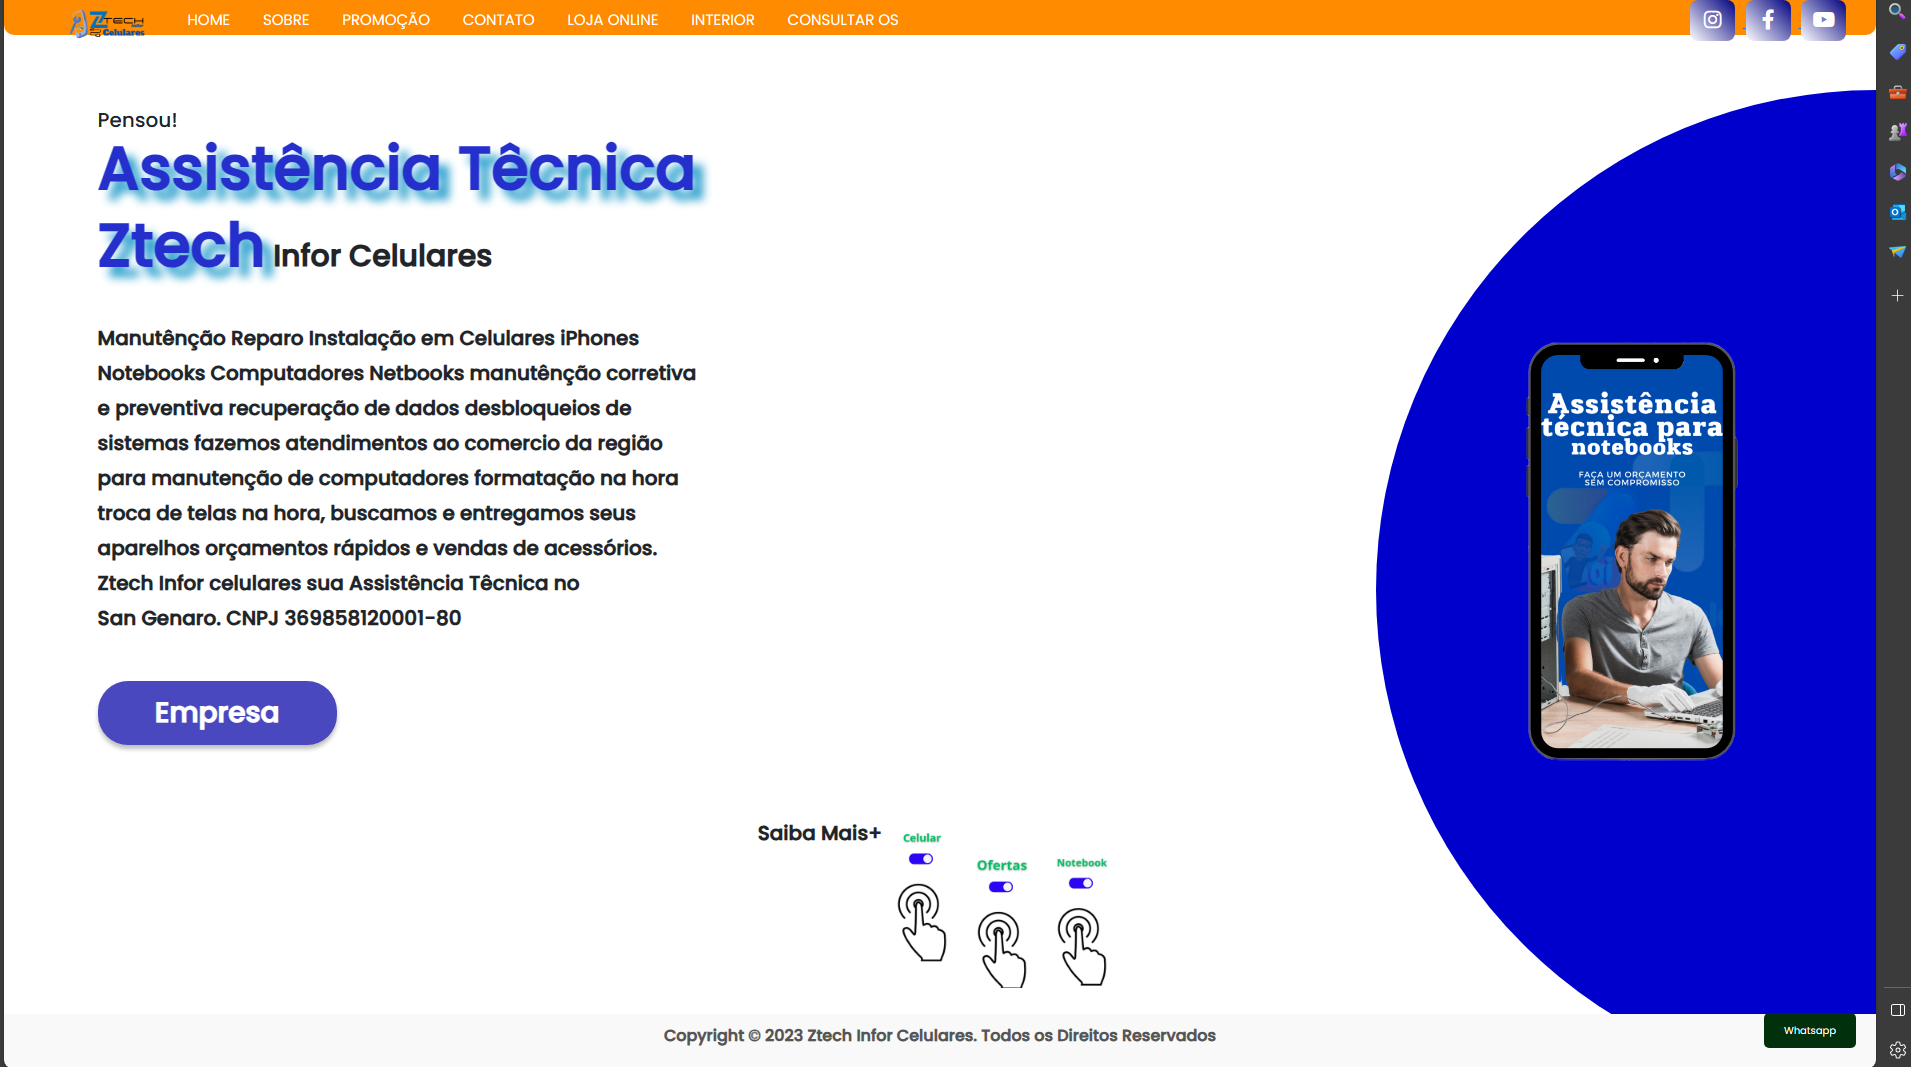 ZTECH Celulares
HOME SOBRE PROMOÇÃO CONTATO LOJA ONLINE INTERIOR CONSULTAR OS
Pensou!
Assistência Têcnica
Ztech Infor Celulares
Manutênção Reparo Instalação em Celulares iPhones
Notebooks Computadores Netbooks manutênção corretiva
e preventiva recuperação de dados desbloqueios de
sistemas fazemos atendimentos ao comercio da região
para manutenção de computadores formatação na hora
troca de telas na hora, buscamos e entregamos seus
aparelhos orçamentos rápidos e vendas de acessórios.
Ztech Infor celulares sua Assistência Têcnica no
San Genaro. CNPJ 369858120001-80
Empresa
Assistência
técnica para
notebooks
FAÇA UM ORÇAMENTO
SEM COMPROMISSO
Saiba Mais+
Celular
Ofertas
Notebook
Copyright © 2023 Ztech Infor Celulares. Todos os Direitos Reservados
Whatsapp